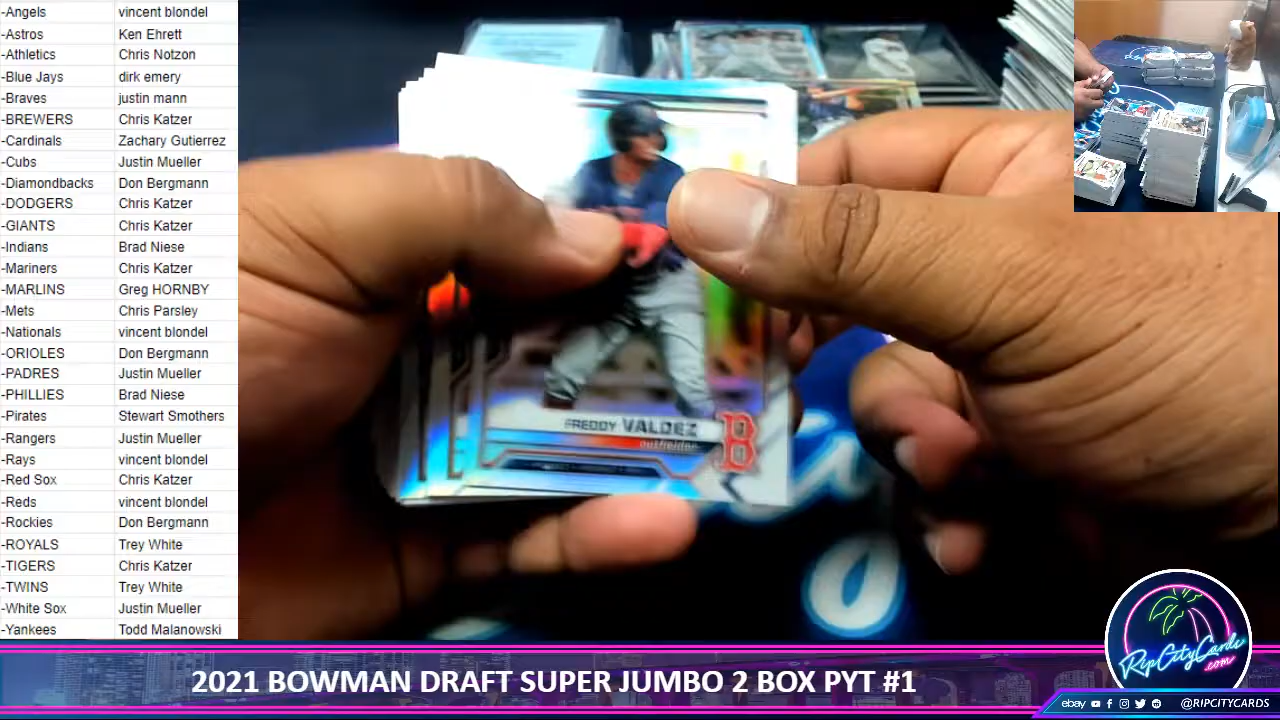 -Angels vincent blondel
-Astros Ken Ehrett
-Athletics Chris Notzon
-Blue Jays dirk emery
-Braves justin mann
-BREWERS Chris Katzer
-Cardinals Zachary Gutierrez
-Cubs Justin Mueller
-Diamondbacks Don Bergmann
-DODGERS Chris Katzer
-GIANTS Chris Katzer
-Indians Brad Niese
-Mariners Chris Katzer
-MARLINS Greg HORNBY
-Mets Chris Parsley
-Nationals vincent blondel
-ORIOLES Don Bergmann
-PADRES Justin Mueller
-PHILLIES Brad Niese
-Pirates Stewart Smothers
-Rangers Justin Mueller
-Rays vincent blondel
-Red Sox Chris Katzer
-Reds vincent blondel
-Rockies Don Bergmann
-ROYALS Trey White
-TIGERS Chris Katzer
-TWINS Trey White
-White Sox Justin Mueller
-Yankees Todd Malanowski
FREDDY VALDEZ
outfielder
B
RipCityCards
.com
2021 BOWMAN DRAFT SUPER JUMBO 2 BOX PYT #1
ebay @RIPCITYCARDS